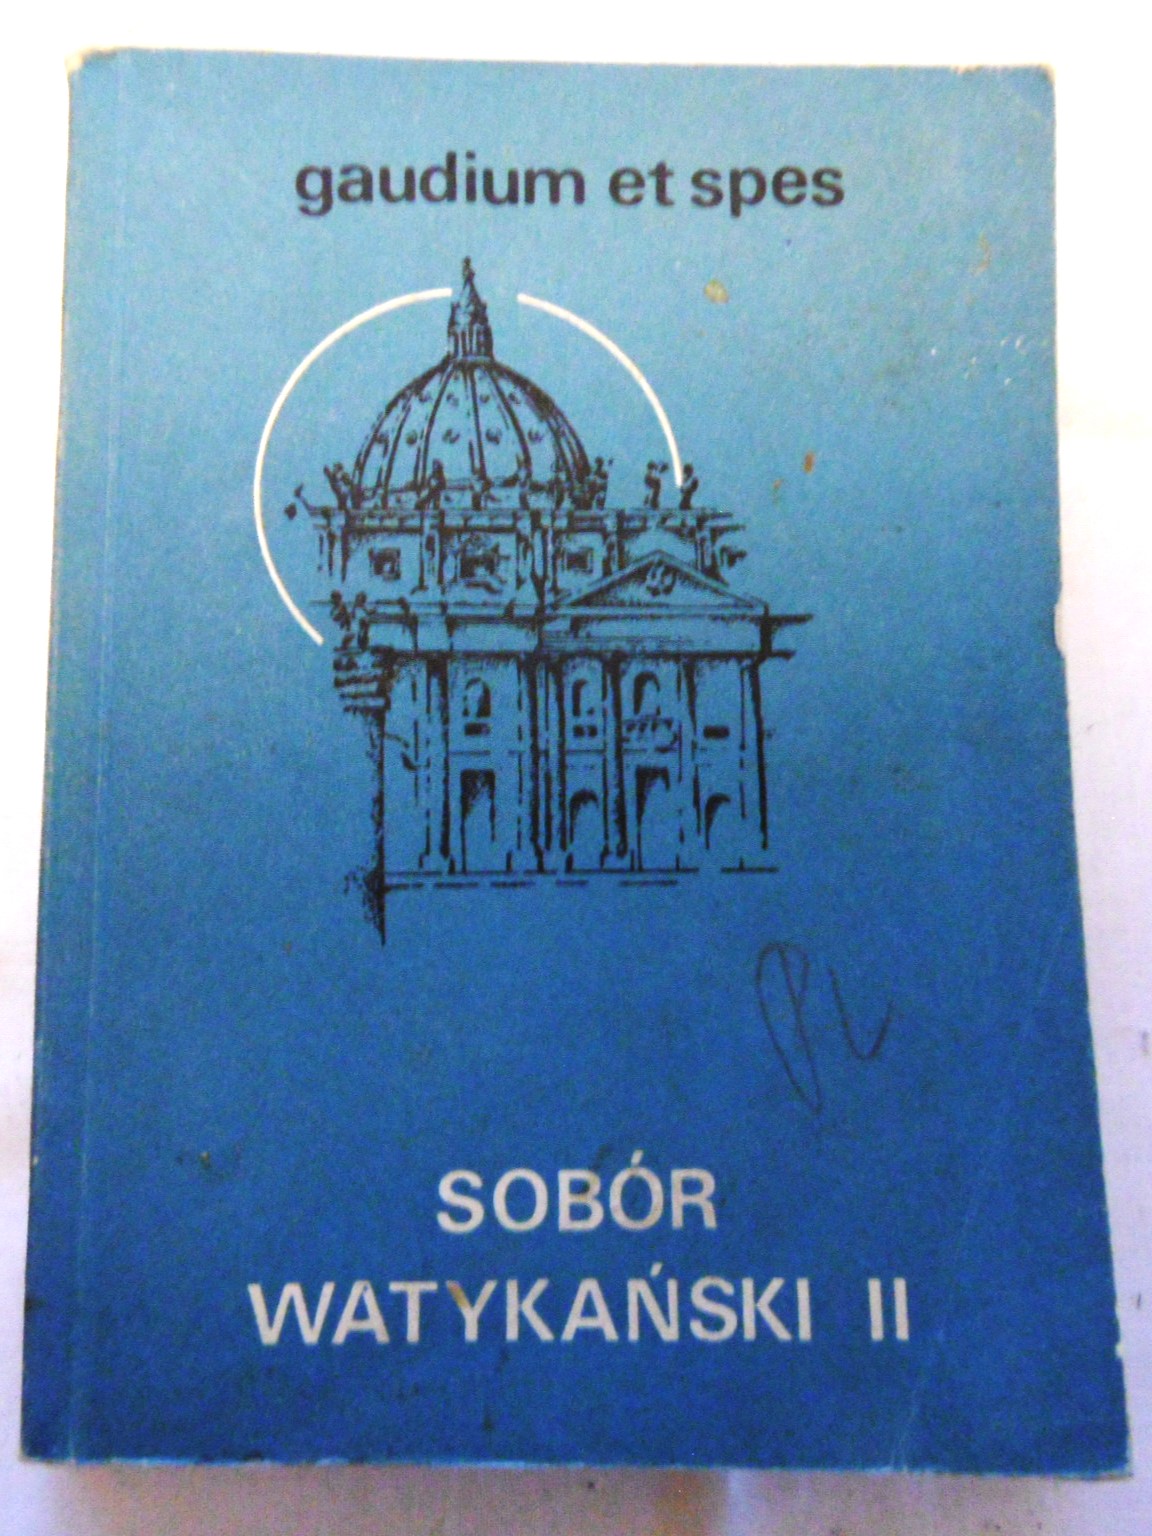 gaudium et spes
SOBÓR
WATYKAŃSKI II